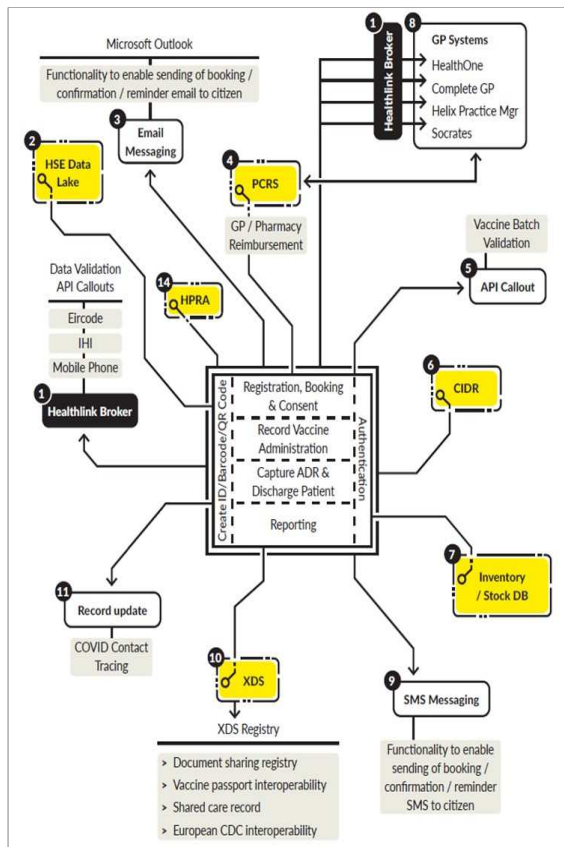 Microsoft Outlook
Functionality to enable sending of booking /
confirmation / reminder email to citizen
3
Email
Messaging
1
Healthlink Broker
8
GP Systems
HealthOne
Complete GP
Helix Practice Mgr
Socrates
2
HSE Data
Lake
4
PCRS
GP / Pharmacy
Reimbursement
Vaccine Batch
Validation
5
API Callout
Data Validation
API Callouts
Eircode
IHI
Mobile Phone
1
Healthlink Broker
14
HPRA
6
CIDR
Create ID/Barcode/QR Code
Registration, Booking
& Consent
Record Vaccine
Administration
Capture ADR &
Discharge Patient
Reporting
Authentication
7
Inventory
/ Stock DB
11
Record update
COVID Contact
Tracing
10
XDS
XDS Registry
> Document sharing registry
> Vaccine passport interoperability
> Shared care record
> European CDC interoperability
9
SMS Messaging
Functionality to enable
sending of booking /
confirmation / reminder
SMS to citizen